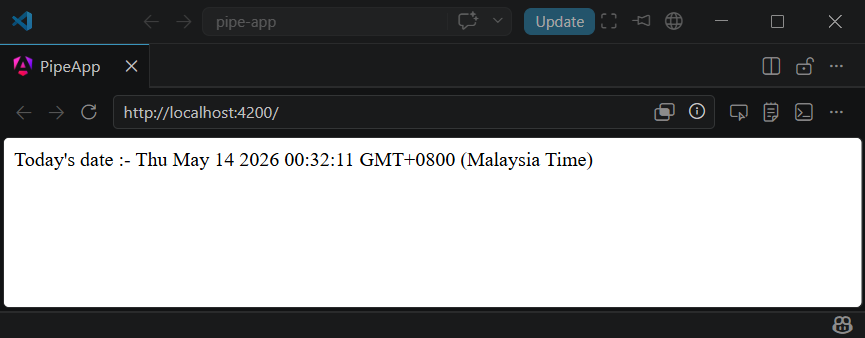 pipe-app
Update
PipeApp
http://localhost:4200/
Today's date :- Thu May 14 2026 00:32:11 GMT+0800 (Malaysia Time)